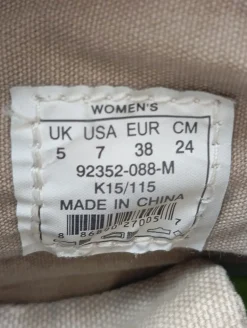 WOMEN'S
UK USA EUR CM
5 7 38 24
92352-088-M
K15/115
MADE IN CHINA